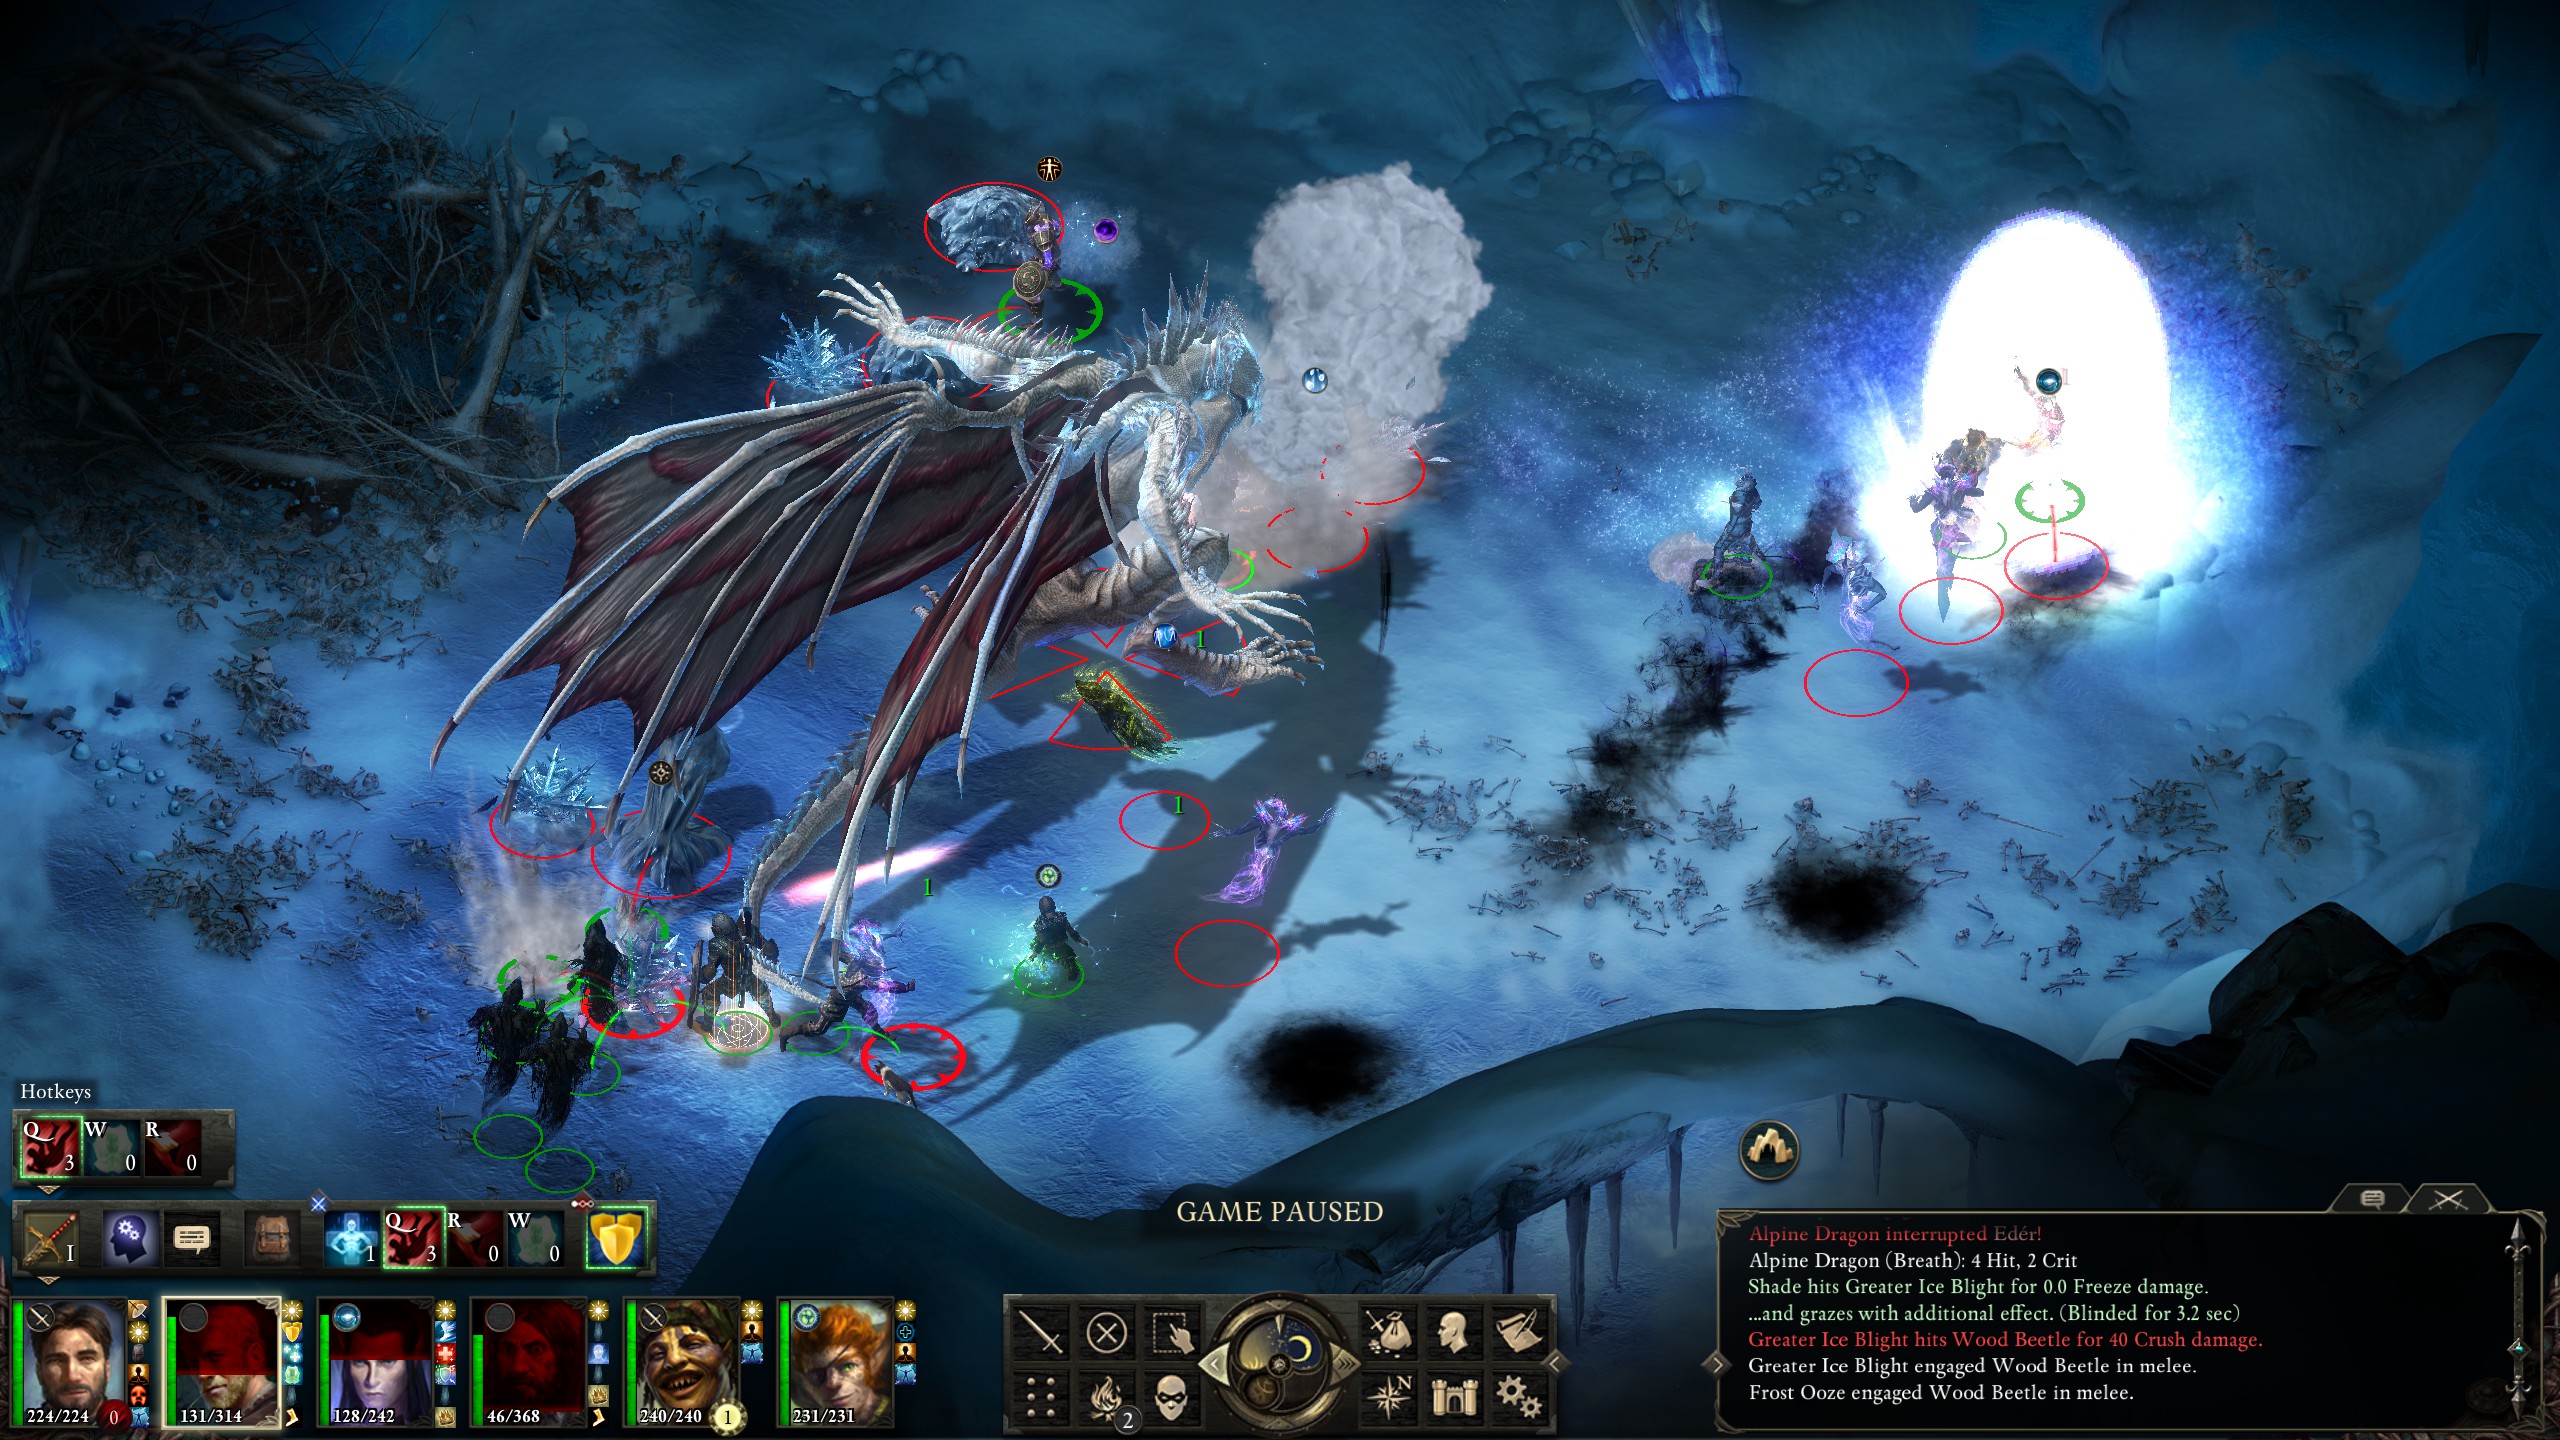 1
1
1
1
Hotkeys
Q W R
3 0 0
GAME PAUSED
Q R W
I 1 3 0 0
Alpine Dragon interrupted Edér!
Alpine Dragon (Breath): 4 Hit, 2 Crit
Shade hits Greater Ice Blight for 0.0 Freeze damage.
...and grazes with additional effect. (Blinded for 3.2 sec)
Greater Ice Blight hits Wood Beetle for 40 Crush damage.
Greater Ice Blight engaged Wood Beetle in melee.
Frost Ooze engaged Wood Beetle in melee.
N
224/224 0 131/314 128/242 46/368 240/240 1 231/231
2